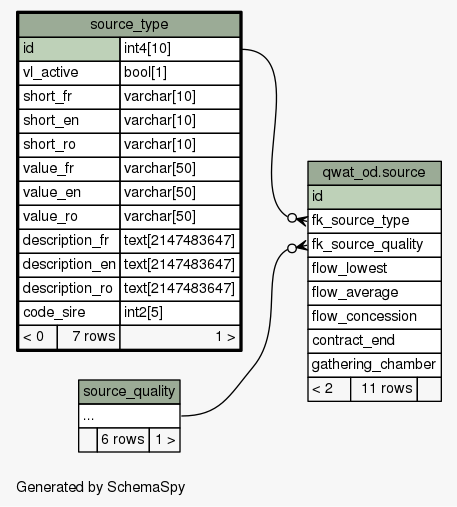 source_type
id int4[10]
vl_active bool[1]
short_fr varchar[10]
short_en varchar[10]
short_ro varchar[10]
value_fr varchar[50]
value_en varchar[50]
value_ro varchar[50]
description_fr text[2147483647]
description_en text[2147483647]
description_ro text[2147483647]
code_sire int2[5]
< 0 7 rows 1 >
qwat_od.source
id
fk_source_type
fk_source_quality
flow_lowest
flow_average
flow_concession
contract_end
gathering_chamber
< 2 11 rows
source_quality
...
6 rows 1 >
Generated by SchemaSpy